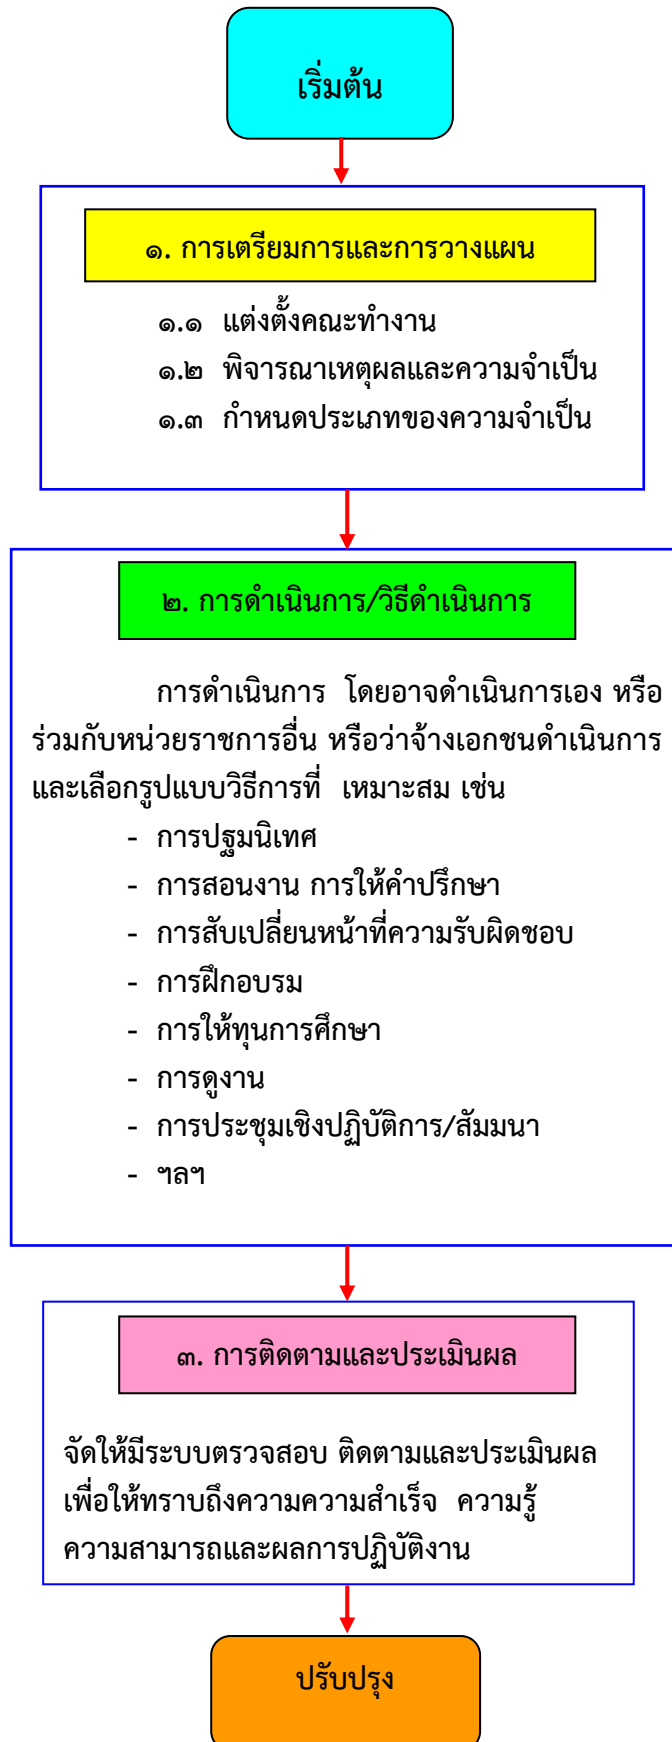 เริ่มต้น
๑. การเตรียมการและการวางแผน
๑.๑ แต่งตั้งคณะทำงาน
๑.๒ พิจารณาเหตุผลและความจำเป็น
๑.๓ กำหนดประเภทของความจำเป็น
๒. การดำเนินการ/วิธีดำเนินการ
การดำเนินการ โดยอาจดำเนินการเอง หรือ
ร่วมกับหน่วยราชการอื่น หรือว่าจ้างเอกชนดำเนินการ
และเลือกรูปแบบวิธีการที่ เหมาะสม เช่น
- การปฐมนิเทศ
- การสอนงาน การให้คำปรึกษา
- การสับเปลี่ยนหน้าที่ความรับผิดชอบ
- การฝึกอบรม
- การให้ทุนการศึกษา
- การดูงาน
- การประชุมเชิงปฏิบัติการ/สัมมนา
- ฯลฯ
๓. การติดตามและประเมินผล
จัดให้มีระบบตรวจสอบ ติดตามและประเมินผล
เพื่อให้ทราบถึงความความสำเร็จ ความรู้
ความสามารถและผลการปฏิบัติงาน
ปรับปรุง